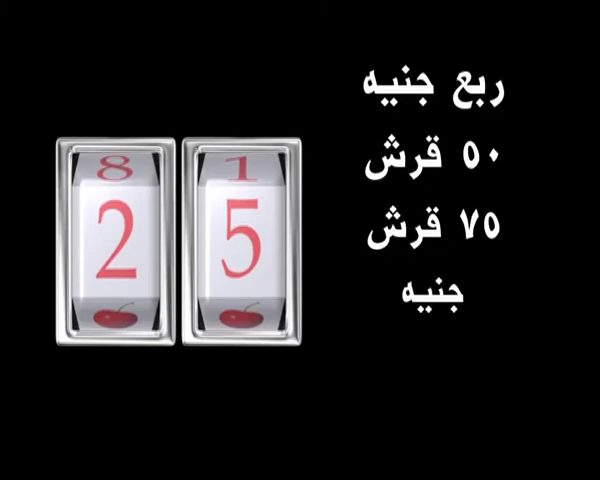 ربع جنيه
٥٠ قرش
٧٥ قرش
جنيه
8 1
2 5